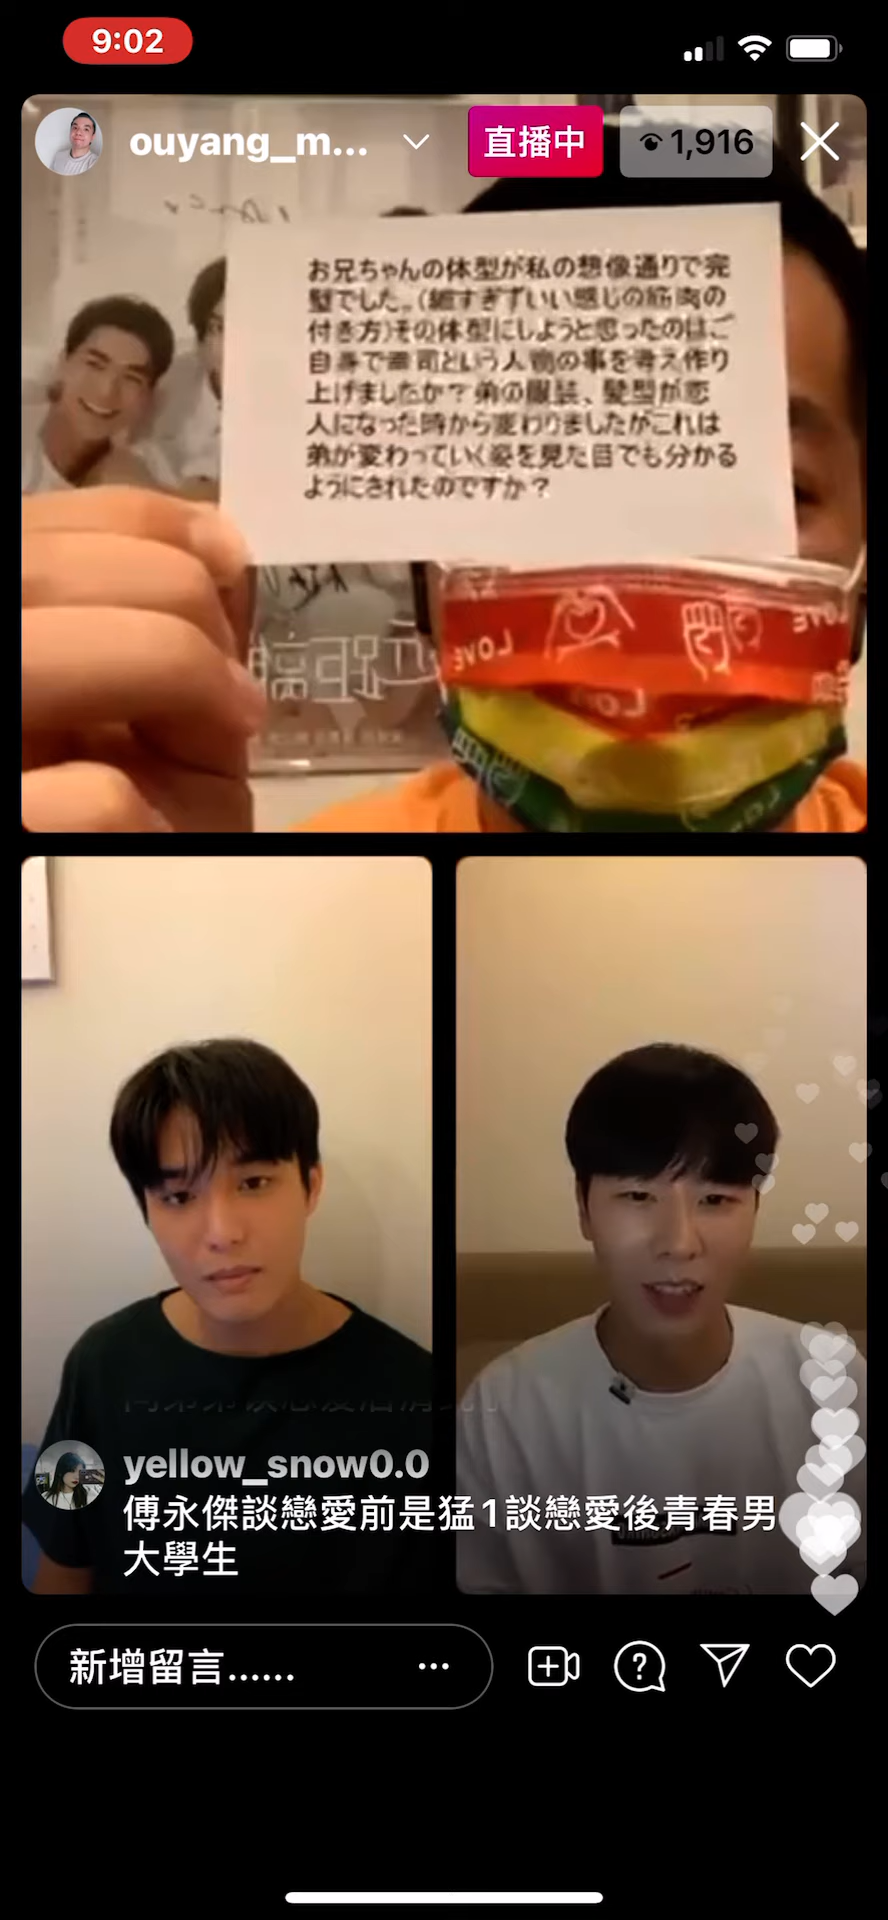 9:02
ouyang_m...
直播中
1,916
お兄ちゃんの体型が私の想像通りで完
璧でした。(細すぎずいい感じの筋肉の
付き方)その体型にしようと思ったのはご
自身で
司という人物の事を考え作り
上げましたか？弟の服装、髪型が恋
人になった時から変わりましたがこれは
弟が変わっていく姿を見た目でも分かる
ようにされたのですか？
LOVE
yellow_snow0.0
傅永傑談戀愛前是猛1談戀愛後青春男
大學生
新增留言......